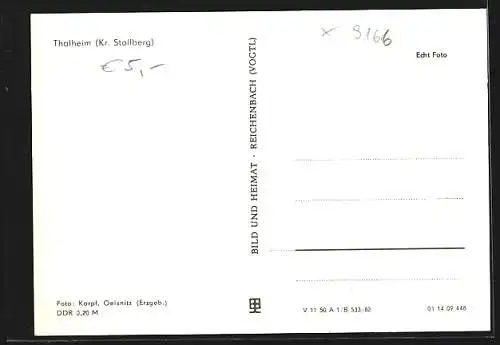 Thalheim (Kr. Stollberg)
€ 5,-
x 9166
Echt Foto
BILD UND HEIMAT · REICHENBACH (VOGTL)
Foto: Karpf, Oelsnitz (Erzgeb.)
DDR 0,20 M
V 11 50 A 1/B 533/82
01 14 09 446